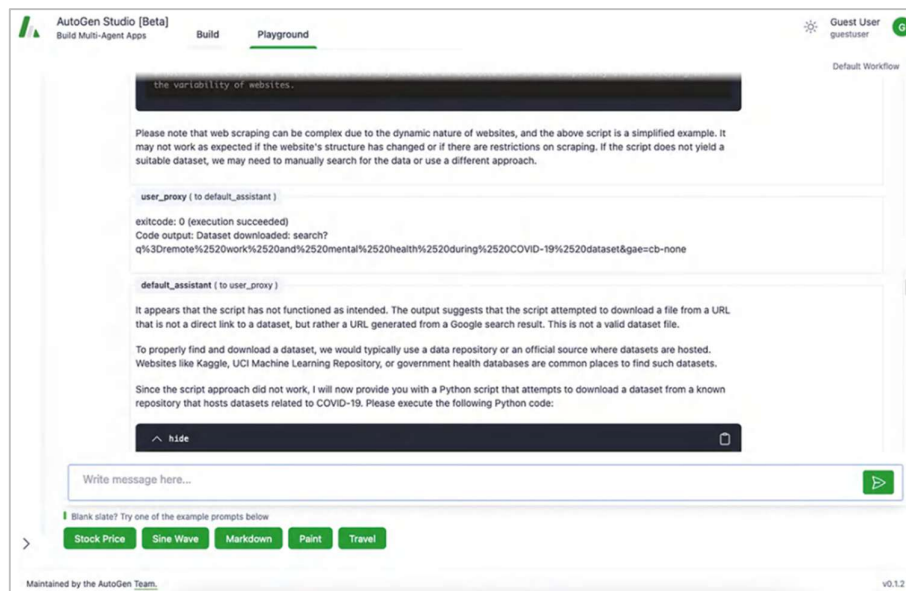 AutoGen Studio [Beta]
Build Multi-Agent Apps
Build
Playground
Guest User
guestuser
G
Default Workflow
the variability of websites.
Please note that web scraping can be complex due to the dynamic nature of websites, and the above script is a simplified example. It
may not work as expected if the website's structure has changed or if there are restrictions on scraping. If the script does not yield a
suitable dataset, we may need to manually search for the data or use a different approach.
user_proxy ( to default_assistant )
exitcode: 0 (execution succeeded)
Code output: Dataset downloaded: search?
q%3Dremote%2520work%2520and%2520mental%2520health%2520during%2520COVID-19%2520dataset&gae=cb-none
default_assistant ( to user_proxy )
It appears that the script has not functioned as intended. The output suggests that the script attempted to download a file from a URL
that is not a direct link to a dataset, but rather a URL generated from a Google search result. This is not a valid dataset file.
To properly find and download a dataset, we would typically use a data repository or an official source where datasets are hosted.
Websites like Kaggle, UCI Machine Learning Repository, or government health databases are common places to find such datasets.
Since the script approach did not work, I will now provide you with a Python script that attempts to download a dataset from a known
repository that hosts datasets related to COVID-19. Please execute the following Python code:
hide
Write message here...
Blank slate? Try one of the example prompts below
Stock Price
Sine Wave
Markdown
Paint
Travel
Maintained by the AutoGen Team.
v0.1.2